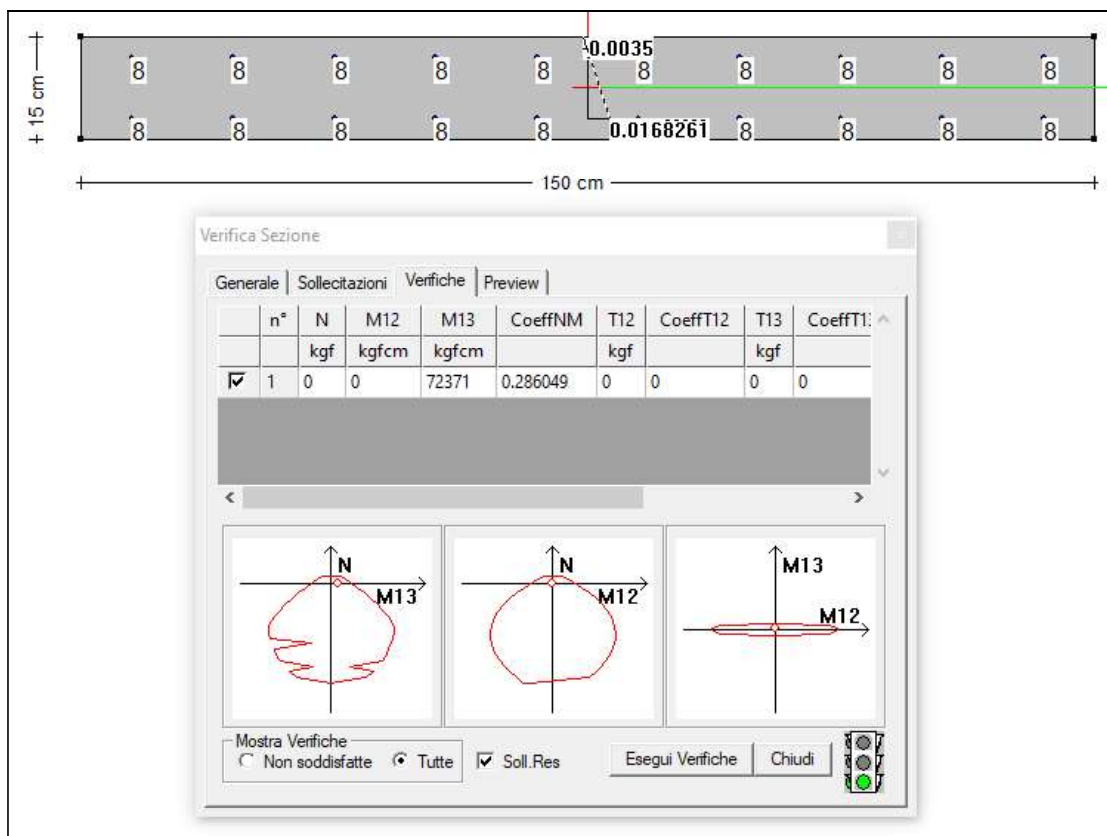 -0.0035
8 8 8 8 8 8 8 8 8 8
15 cm
8 8 8 8 8 0.0168261 8 8 8 8
150 cm
Verifica Sezione
Generale Sollecitazioni Verifiche Preview
n° N M12 M13 CoeffNM T12 CoeffT12 T13 CoeffT1
kgf kgfcm kgfcm kgf kgf
1 0 0 72371 0.286049 0 0 0 0
N M13
N M12
M13 M12
Mostra Verifiche
Non soddisfatte Tutte Soll.Res Esegui Verifiche Chiudi